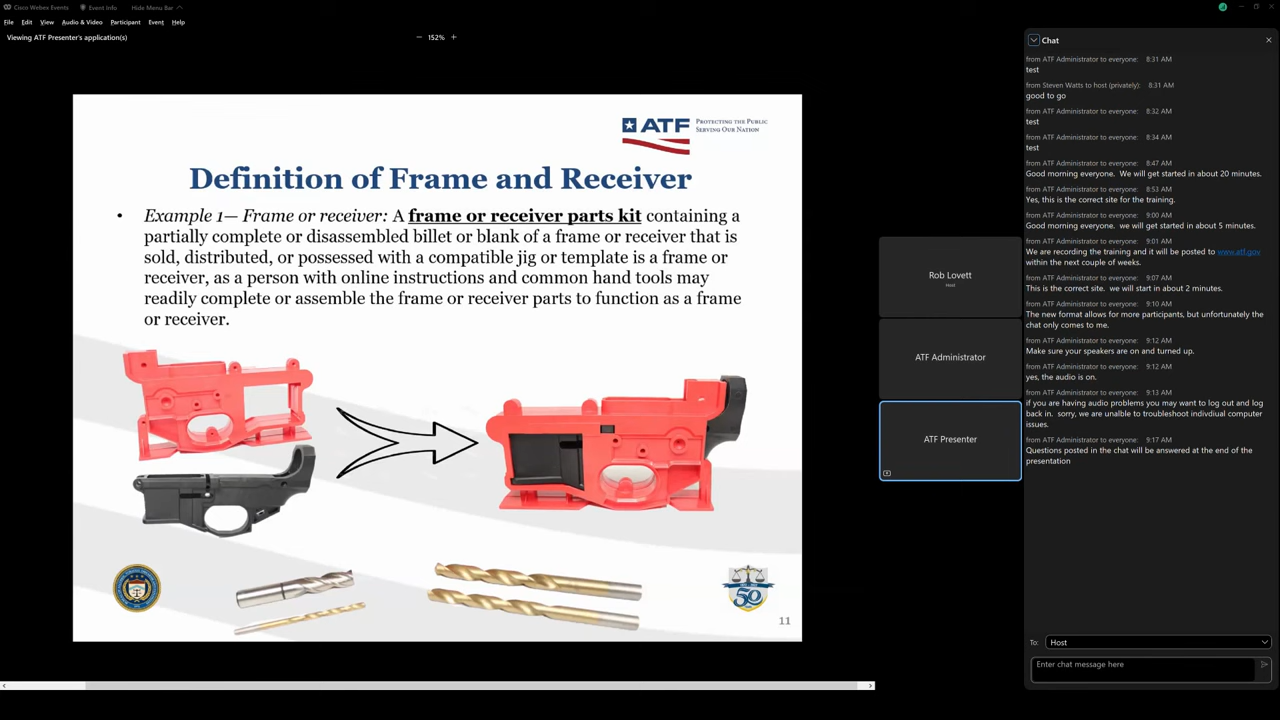 Cisco Webex Events
Event Info
Hide Menu Bar
File Edit View Audio & Video Participant Event Help
Viewing ATF Presenter's application(s)
152%
ATF
PROTECTING THE PUBLIC
SERVING OUR NATION
Definition of Frame and Receiver
• Example 1— Frame or receiver: A frame or receiver parts kit containing a
partially complete or disassembled billet or blank of a frame or receiver that is
sold, distributed, or possessed with a compatible jig or template is a frame or
receiver, as a person with online instructions and common hand tools may
readily complete or assemble the frame or receiver parts to function as a frame
or receiver.
50
11
Rob Lovett
Host
ATF Administrator
ATF Presenter
Chat
from ATF Administrator to everyone: 8:31 AM
test
from Steven Watts to host (privately): 8:31 AM
good to go
from ATF Administrator to everyone: 8:32 AM
test
from ATF Administrator to everyone: 8:34 AM
test
from ATF Administrator to everyone: 8:47 AM
Good morning everyone. We will get started in about 20 minutes.
from ATF Administrator to everyone: 8:53 AM
Yes, this is the correct site for the training.
from ATF Administrator to everyone: 9:00 AM
Good morning everyone. we will get started in about 5 minutes.
from ATF Administrator to everyone: 9:01 AM
We are recording the training and it will be posted to www.atf.gov
within the next couple of weeks.
from ATF Administrator to everyone: 9:07 AM
This is the correct site. we will start in about 2 minutes.
from ATF Administrator to everyone: 9:10 AM
The new format allows for more participants, but unfortunately the
chat only comes to me.
from ATF Administrator to everyone: 9:12 AM
Make sure your speakers are on and turned up.
from ATF Administrator to everyone: 9:12 AM
yes, the audio is on.
from ATF Administrator to everyone: 9:13 AM
if you are having audio problems you may want to log out and log
back in. sorry, we are unalble to troubleshoot indivdiual computer
issues.
from ATF Administrator to everyone: 9:17 AM
Questions posted in the chat will be answered at the end of the
presentation
To: Host
Enter chat message here